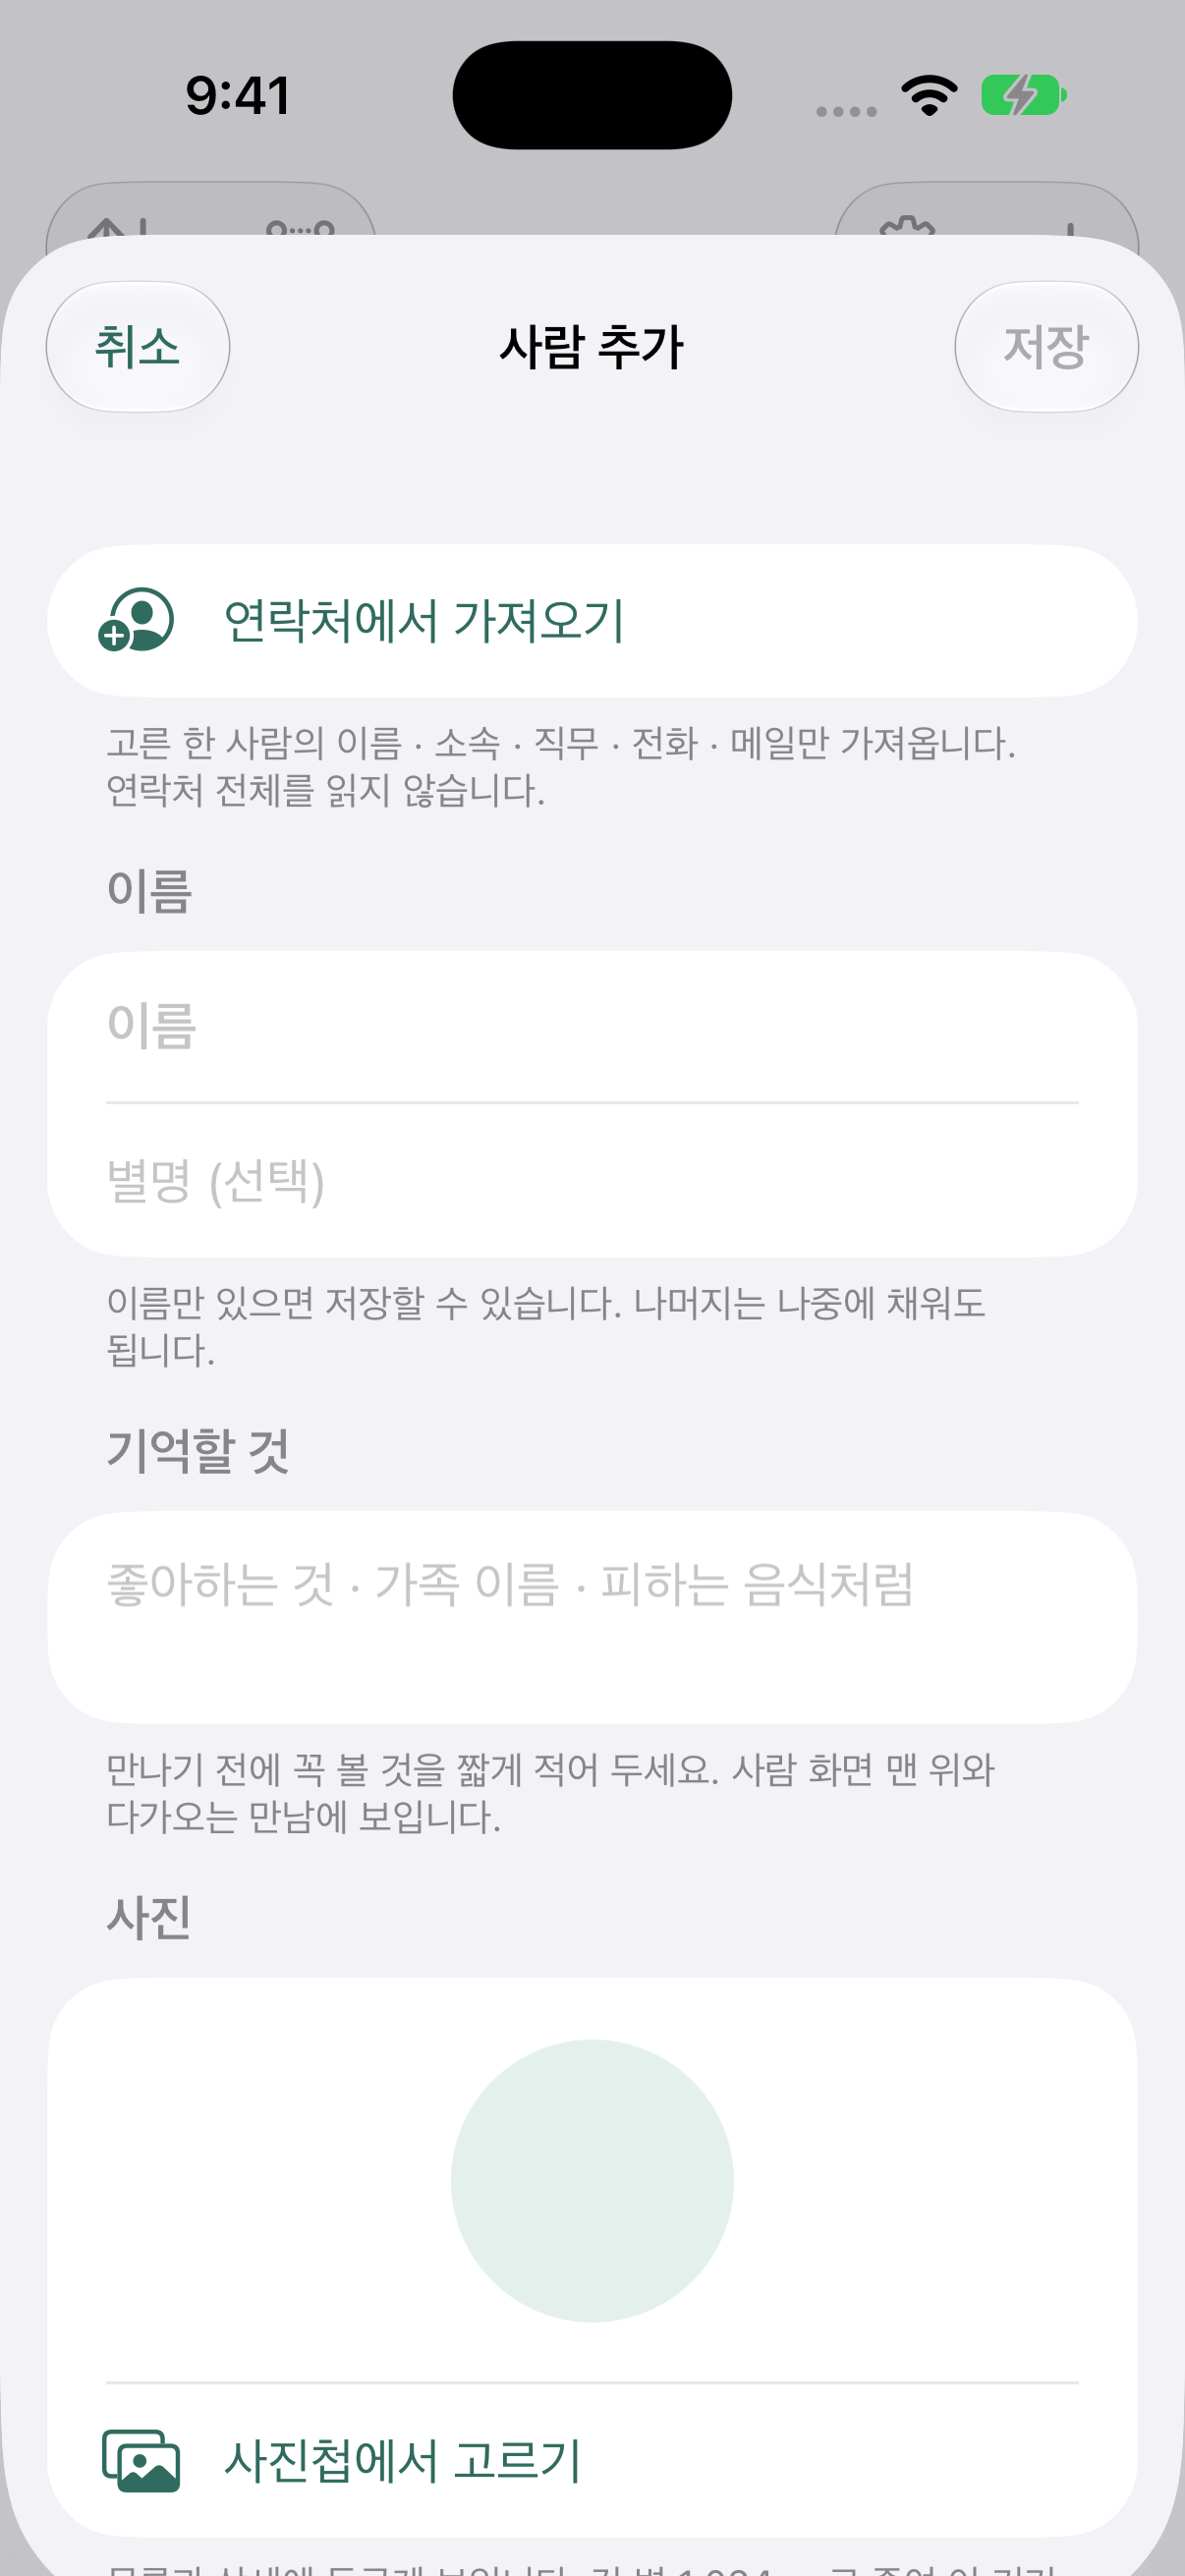 9:41
취소
사람 추가
저장
연락처에서 가져오기
고른 한 사람의 이름 · 소속 · 직무 · 전화 · 메일만 가져옵니다.
연락처 전체를 읽지 않습니다.
이름
이름
별명 (선택)
이름만 있으면 저장할 수 있습니다. 나머지는 나중에 채워도
됩니다.
기억할 것
좋아하는 것 · 가족 이름 · 피하는 음식처럼
만나기 전에 꼭 볼 것을 짧게 적어 두세요. 사람 화면 맨 위와
다가오는 만남에 보입니다.
사진
사진첩에서 고르기